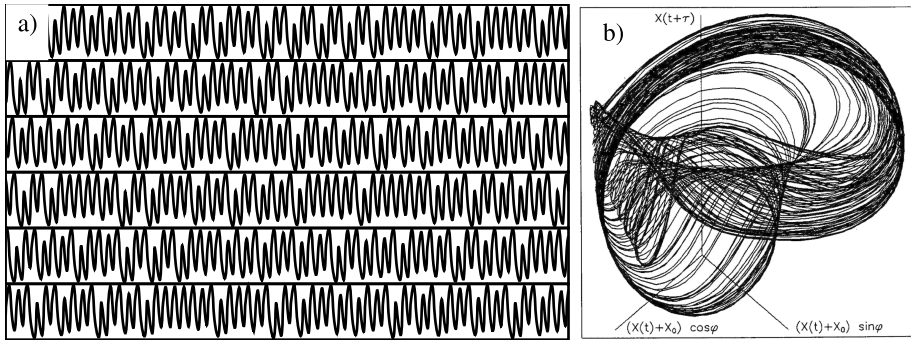 a)
b)
X(t+τ)
(X(t)+X₀) cosφ
(X(t)+X₀) sinφ